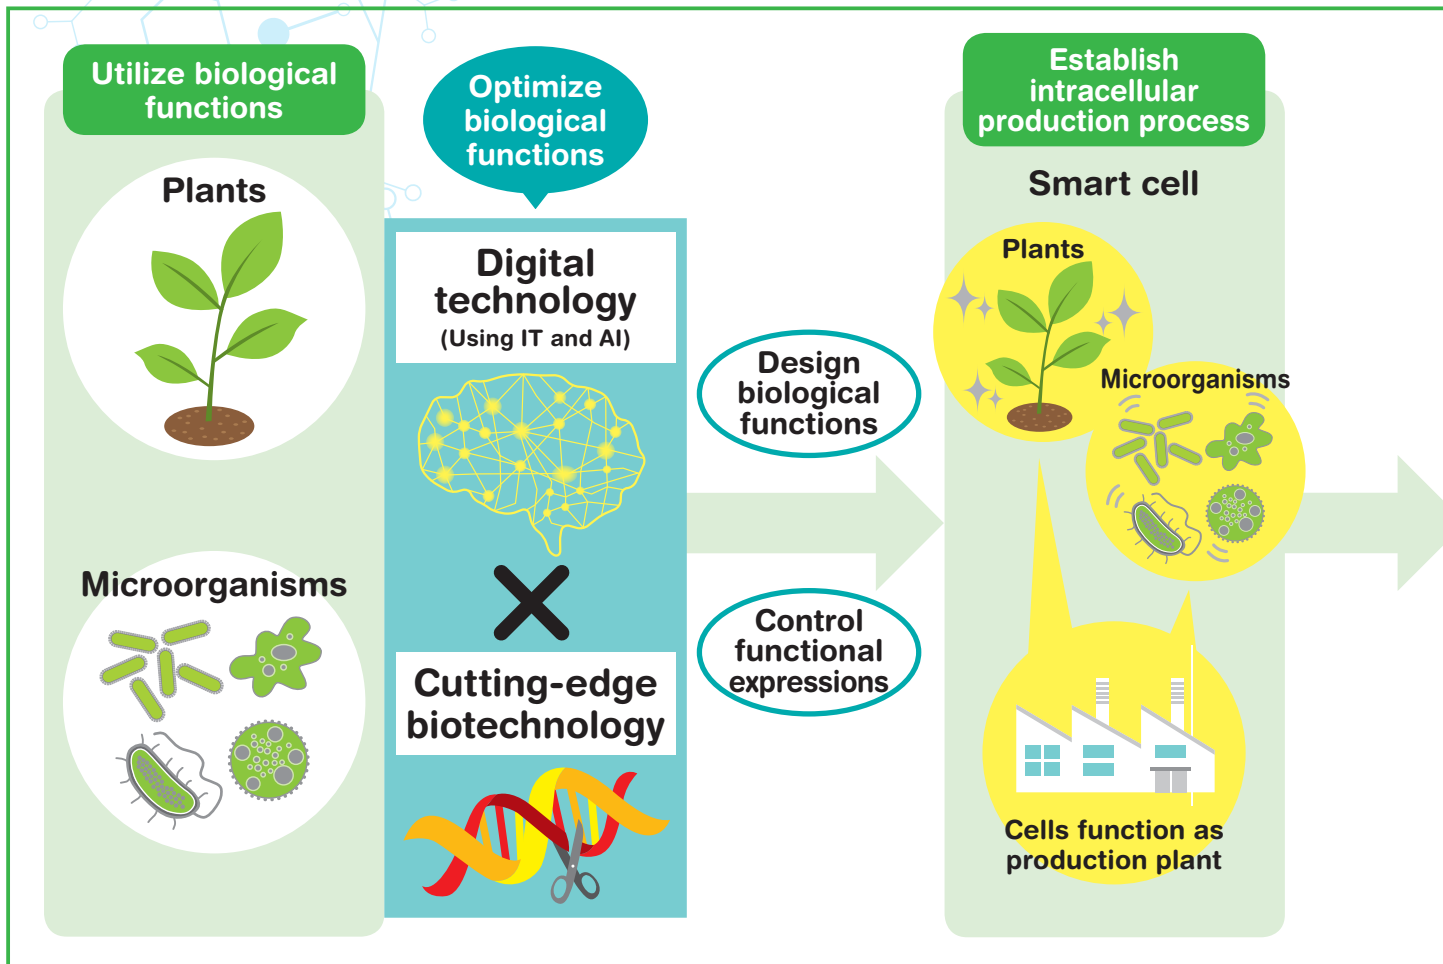 Utilize biological
functions
Plants
Microorganisms
Optimize
biological
functions
Digital
technology
(Using IT and AI)
Cutting-edge
biotechnology
Design
biological
functions
Control
functional
expressions
Establish
intracellular
production process
Smart cell
Plants
Microorganisms
Cells function as
production plant